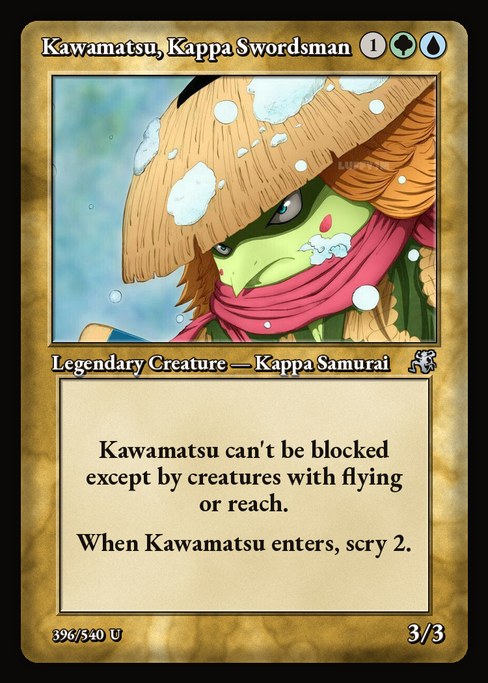 Kawamatsu, Kappa Swordsman 1
Legendary Creature — Kappa Samurai
Kawamatsu can't be blocked
except by creatures with flying
or reach.
When Kawamatsu enters, scry 2.
396/540 U
3/3